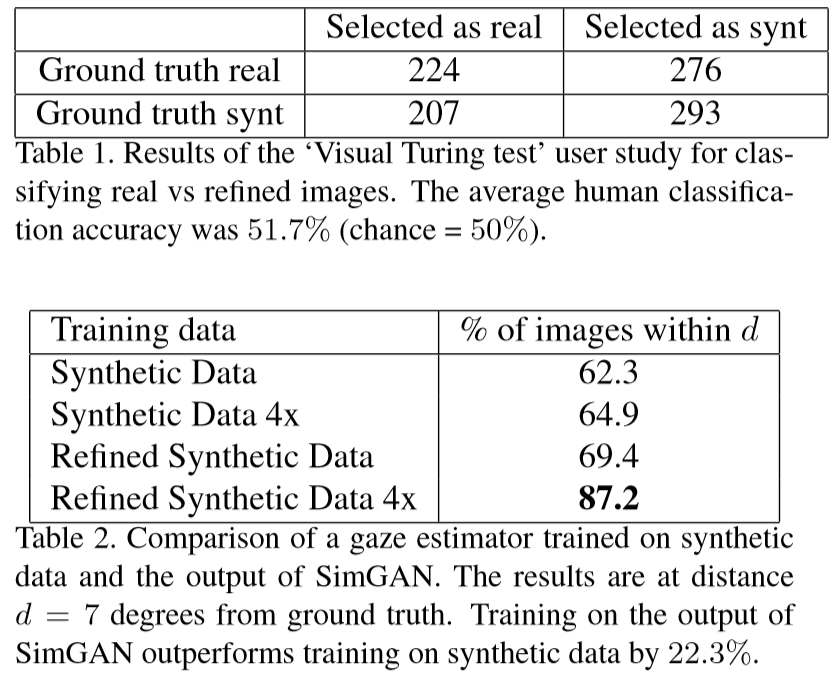 Selected as real Selected as synt
Ground truth real 224 276
Ground truth synt 207 293
Table 1. Results of the ‘Visual Turing test’ user study for clas-
sifying real vs refined images. The average human classifica-
tion accuracy was 51.7% (chance = 50%).
Training data % of images within d
Synthetic Data 62.3
Synthetic Data 4x 64.9
Refined Synthetic Data 69.4
Refined Synthetic Data 4x 87.2
Table 2. Comparison of a gaze estimator trained on synthetic
data and the output of SimGAN. The results are at distance
d = 7 degrees from ground truth. Training on the output of
SimGAN outperforms training on synthetic data by 22.3%.